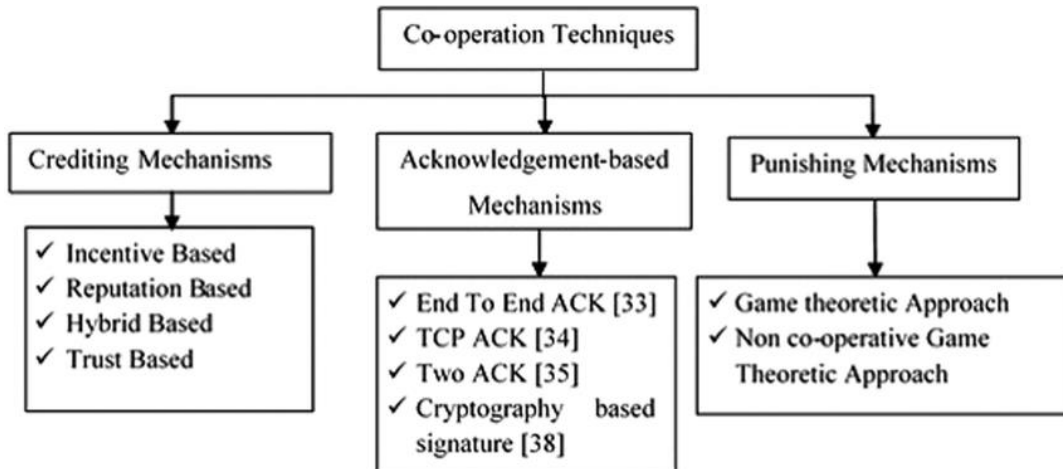 Co-operation Techniques
Crediting Mechanisms
Acknowledgement-based
Mechanisms
Punishing Mechanisms
✓ Incentive Based
✓ Reputation Based
✓ Hybrid Based
✓ Trust Based
✓ End To End ACK [33]
✓ TCP ACK [34]
✓ Two ACK [35]
✓ Cryptography based
signature [38]
✓ Game theoretic Approach
✓ Non co-operative Game
Theoretic Approach